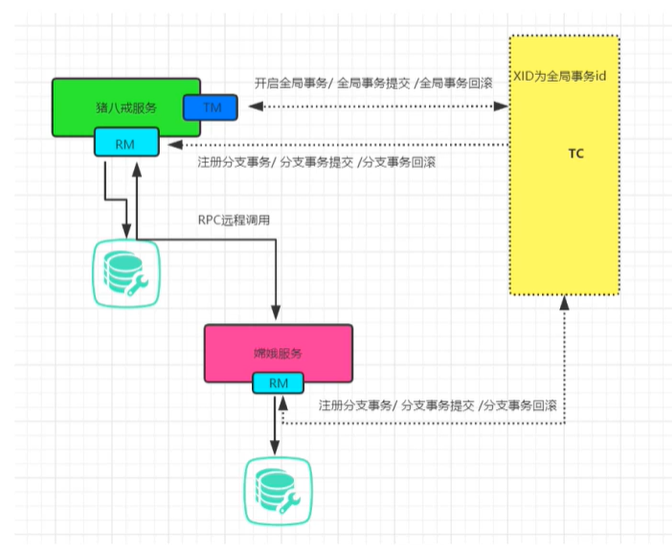 开启全局事务/ 全局事务提交 /全局事务回滚
XID为全局事务id
猪八戒服务
TM
RM
TC
注册分支事务/ 分支事务提交 /分支事务回滚
RPC远程调用
嫦娥服务
RM
注册分支事务/ 分支事务提交 /分支事务回滚